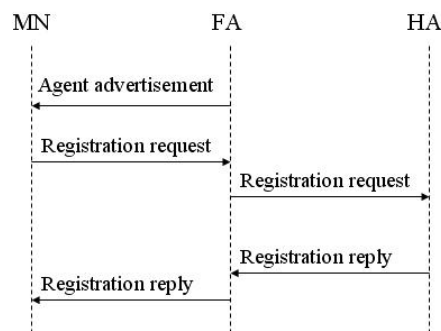 MN FA HA
Agent advertisement
Registration request
Registration request
Registration reply
Registration reply